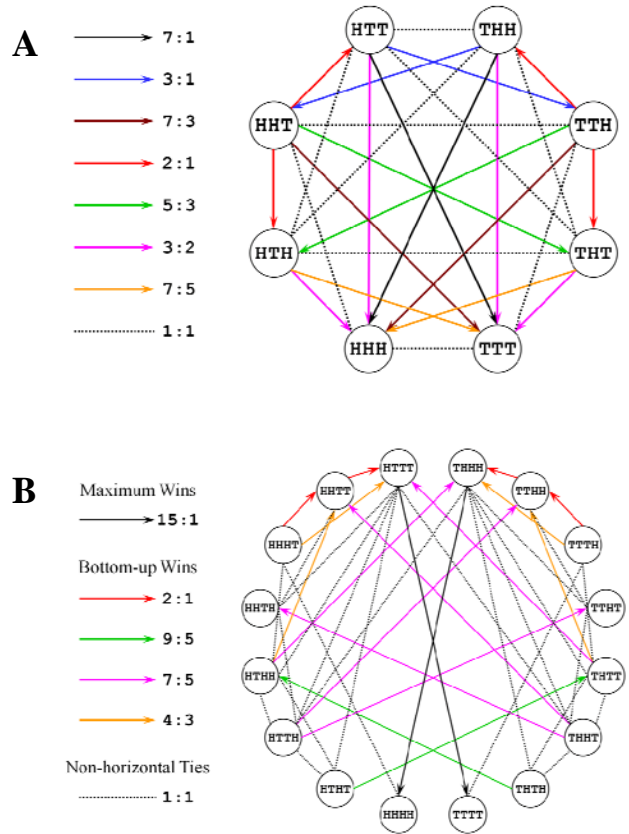 A
7:1
3:1
7:3
2:1
5:3
3:2
7:5
1:1
HTT THH
HHT TTH
HTH THT
HHH TTT
B
Maximum Wins
15:1
Bottom-up Wins
2:1
9:5
7:5
4:3
Non-horizontal Ties
1:1
HTTT THHH
HHTT TTHH
HHHT TTTH
HHTH TTHT
HTHH THTT
HTTH THHT
HTHT THTH
HHHH TTTT